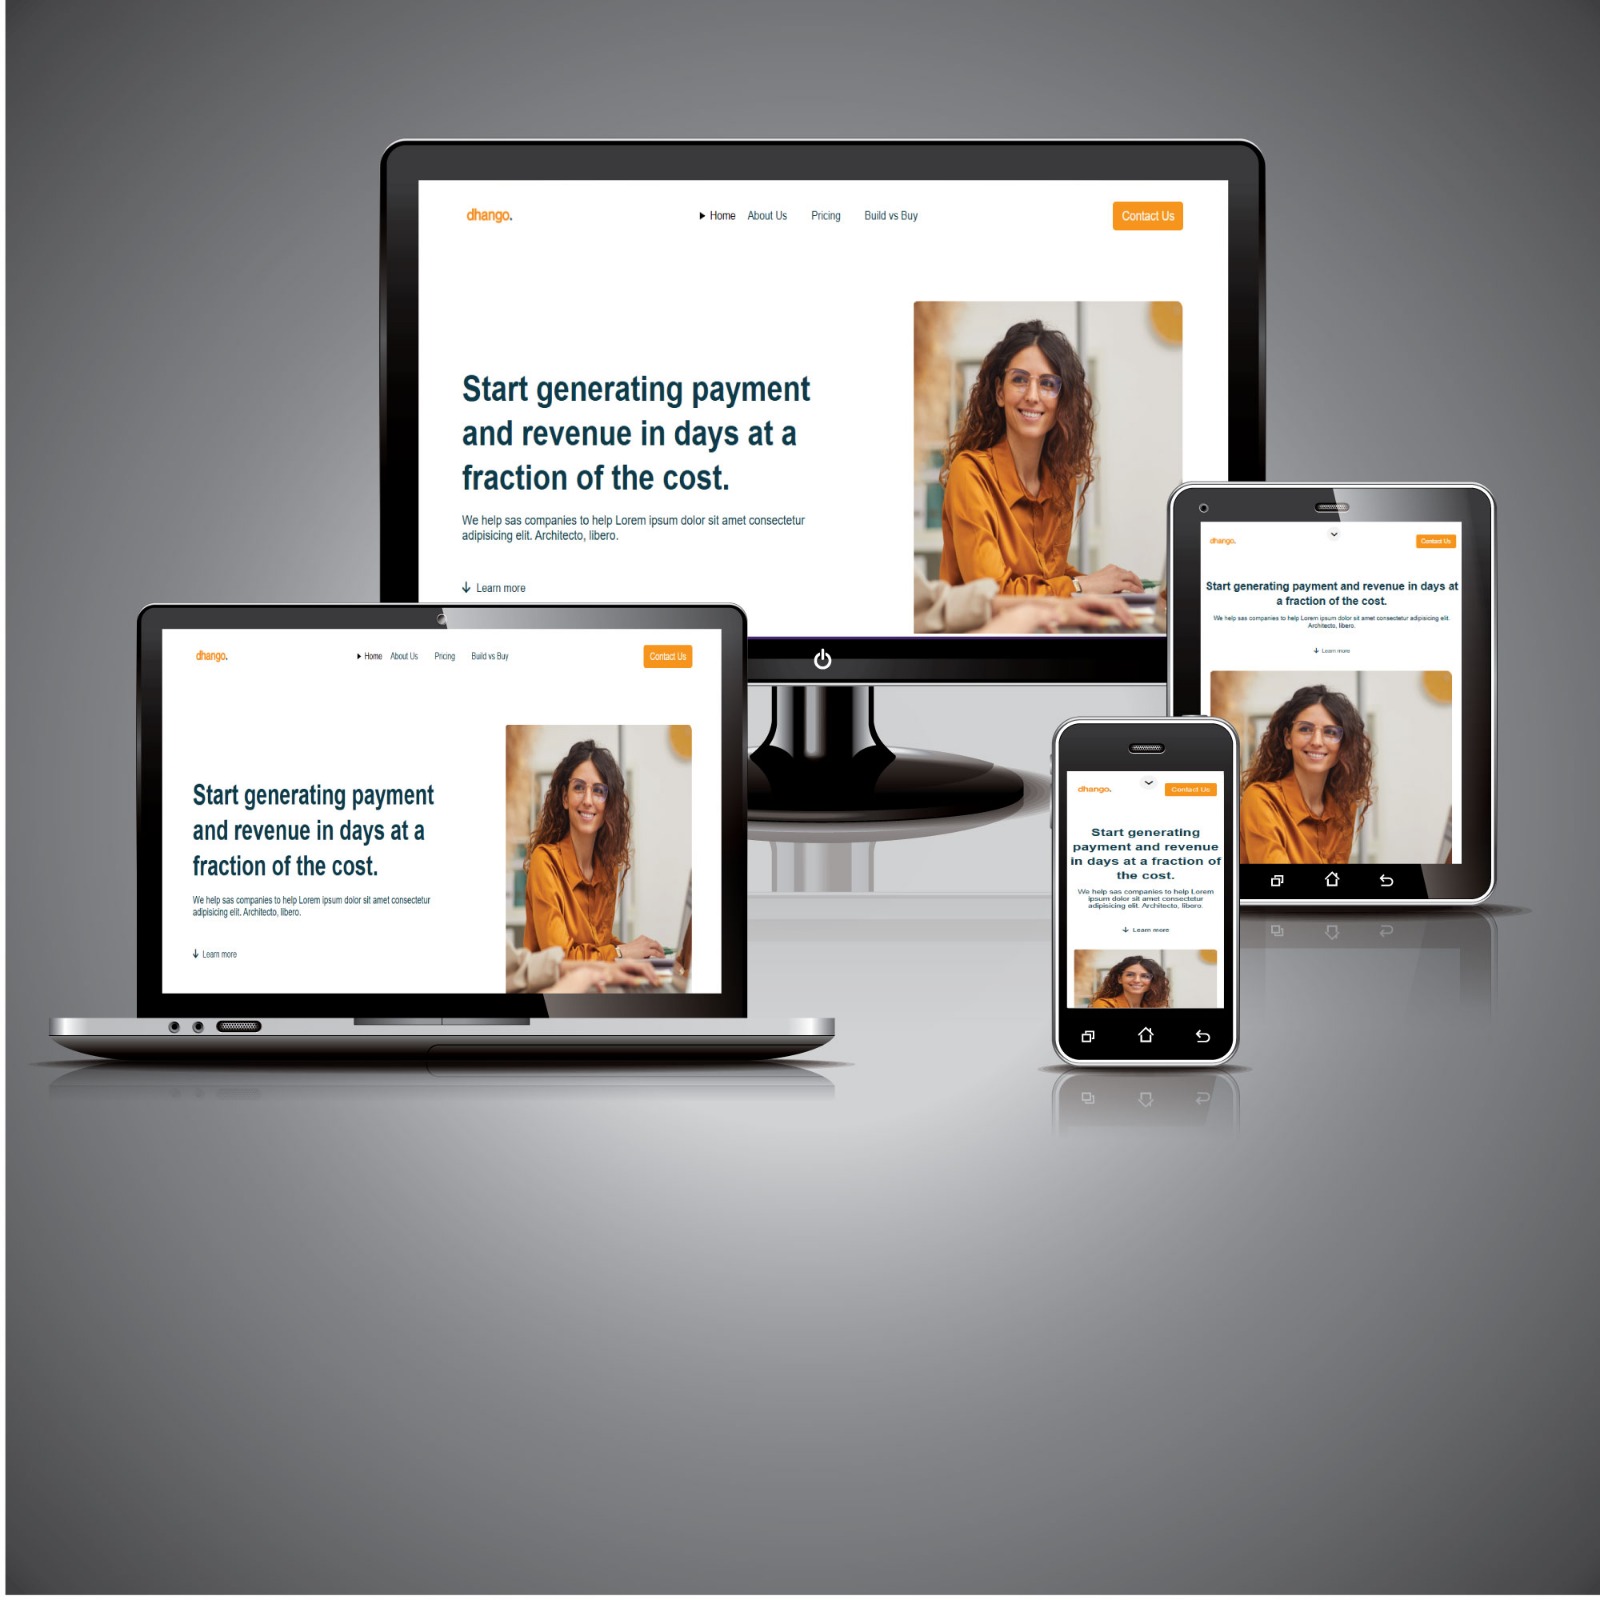 dhango.
Home About Us Pricing Build vs Buy
Contact Us
Start generating payment
and revenue in days at a
fraction of the cost.
We help sas companies to help Lorem ipsum dolor sit amet consectetur
adipisicing elit. Architecto, libero.
Learn more
dhango.
Home About Us Pricing Build vs Buy
Contact Us
Start generating payment
and revenue in days at a
fraction of the cost.
We help sas companies to help Lorem ipsum dolor sit amet consectetur
adipisicing elit. Architecto, libero.
Learn more
dhango.
Contact Us
Start generating payment and revenue in days at
a fraction of the cost.
We help sas companies to help Lorem ipsum dolor sit amet consectetur adipisicing elit.
Architecto, libero.
Learn more
dhango.
Contact Us
Start generating
payment and revenue
in days at a fraction of
the cost.
We help sas companies to help Lorem
ipsum dolor sit amet consectetur
adipisicing elit. Architecto, libero.
Learn more